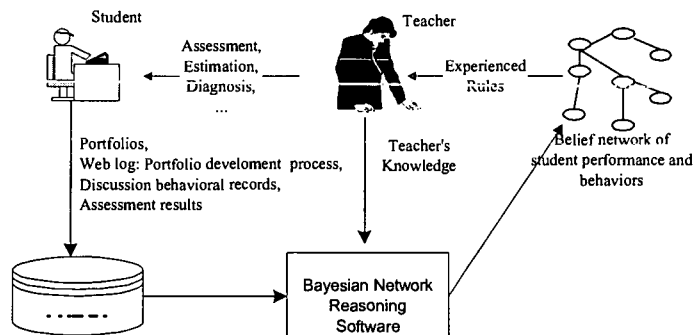 Student
Teacher
Assessment,
Estimation,
Diagnosis,
...
Experienced
Rules
Portfolios,
Web log: Portfolio develoment process,
Discussion behavioral records,
Assessment results
Teacher's
Knowledge
Belief network of
student performance and
behaviors
Bayesian Network
Reasoning
Software